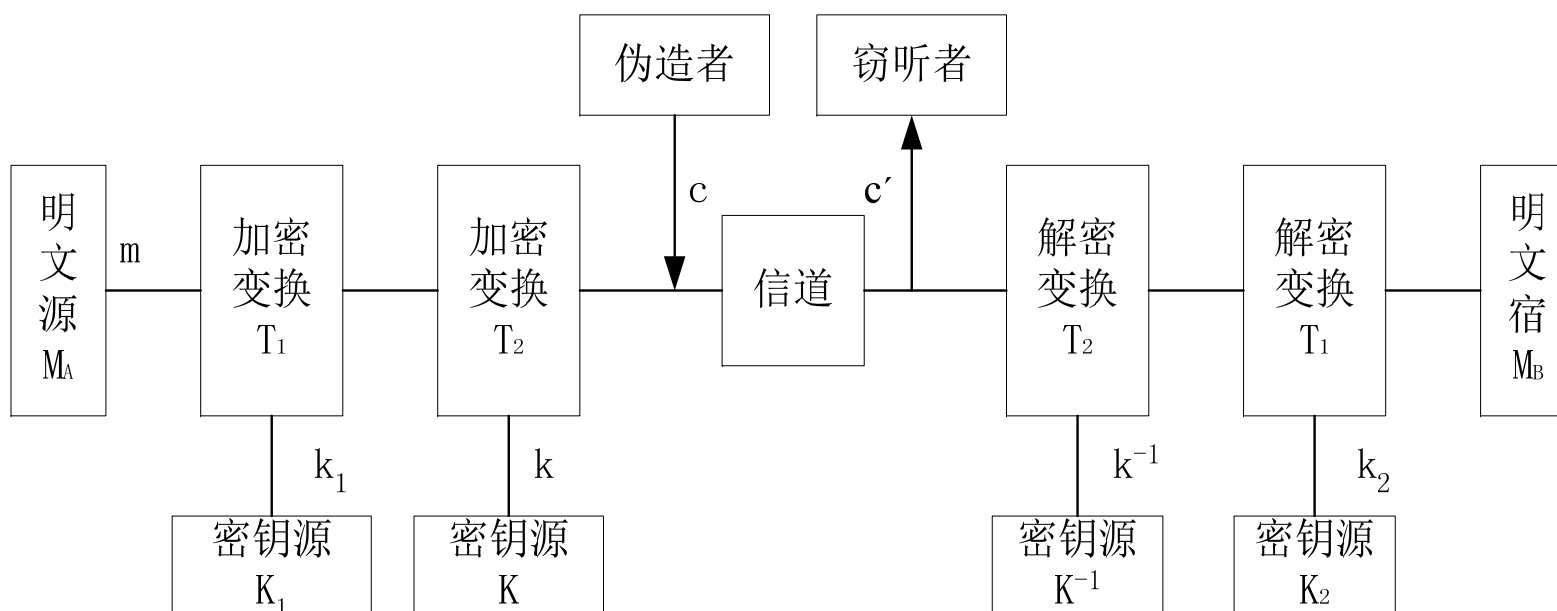 伪造者
窃听者
c
c′
明
文
源
M_A
m
加密
变换
T₁
加密
变换
T₂
信道
解密
变换
T₂
解密
变换
T₁
明
文
宿
M_B
k₁
k
k⁻¹
k₂
密钥源
K₁
密钥源
K
密钥源
K⁻¹
密钥源
K₂